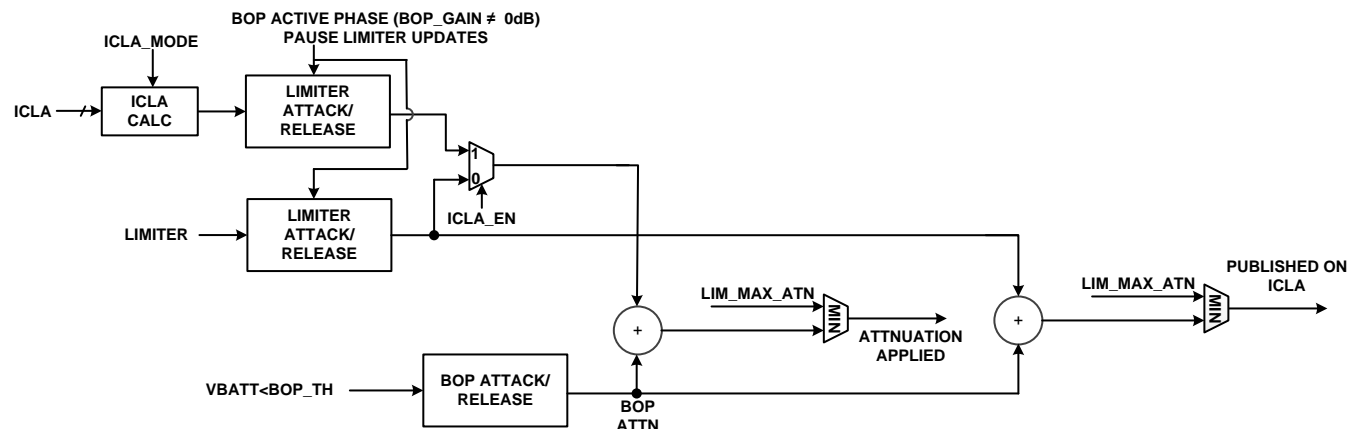 BOP ACTIVE PHASE (BOP_GAIN ≠ 0dB)
PAUSE LIMITER UPDATES
ICLA_MODE
ICLA
ICLA
CALC
LIMITER
ATTACK/
RELEASE
1
0
ICLA_EN
LIMITER
LIMITER
ATTACK/
RELEASE
LIM_MAX_ATN
MIN
ATTNUATION
APPLIED
+
LIM_MAX_ATN
MIN
PUBLISHED ON
ICLA
+
VBATT<BOP_TH
BOP ATTACK/
RELEASE
BOP
ATTN